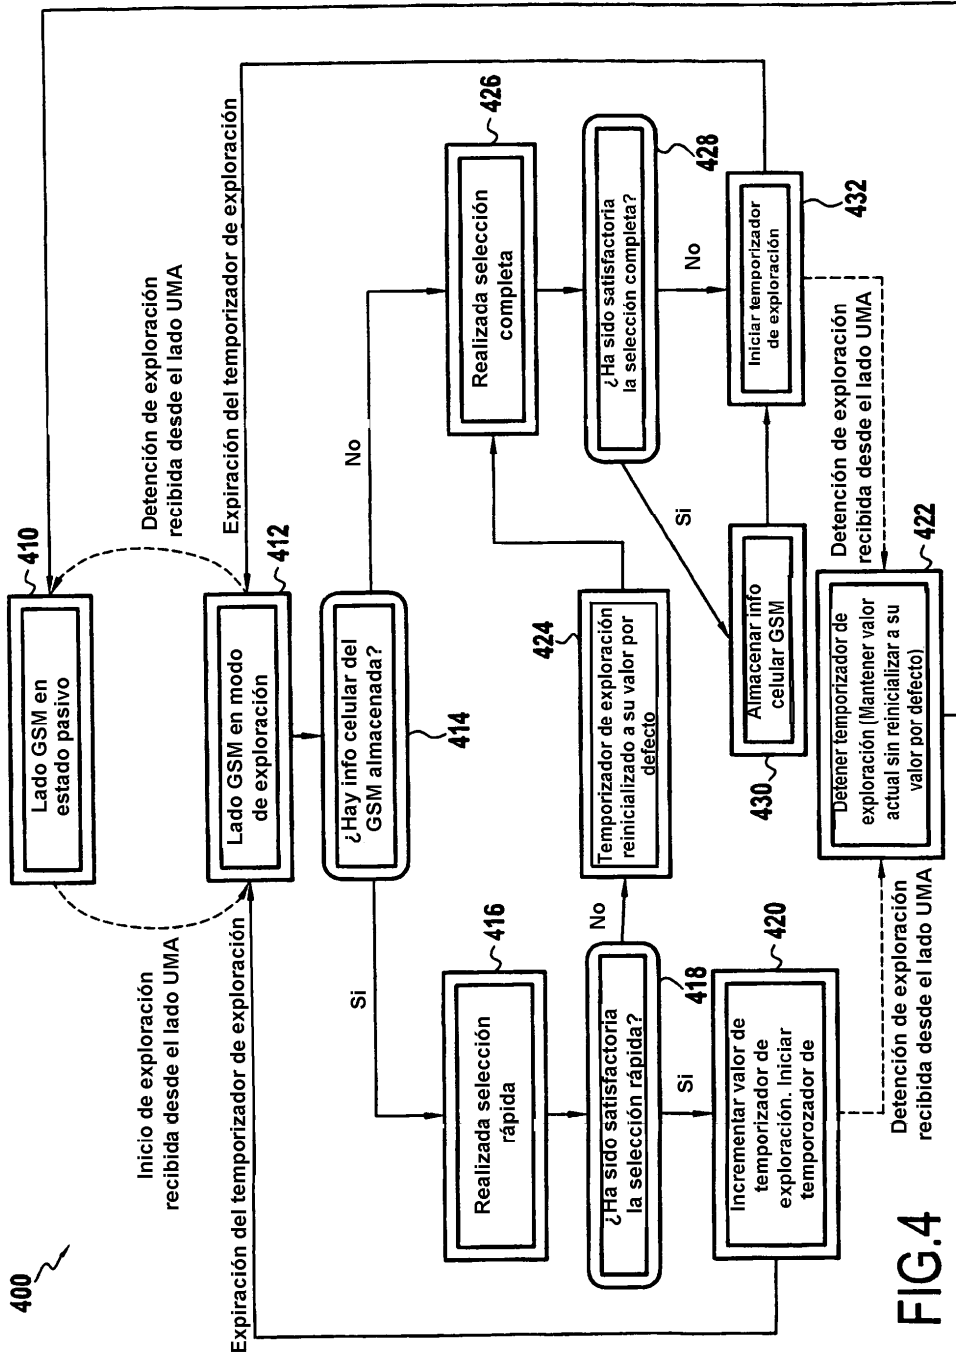 400
Lado GSM en
estado pasivo
410
Inicio de exploración
recibida desde el lado UMA
Detención de exploración
recibida desde el lado UMA
Expiración del temporizador de exploración
Lado GSM en modo
de exploración
412
Expiración del temporizador de exploración
¿Hay info celular del
GSM almacenada?
414
Si
No
Realizada selección
rápida
416
Realizada selección
completa
426
¿Ha sido satisfactoria
la selección rápida?
418
No
Temporizador de exploración
reinicializado a su valor por
defecto
424
¿Ha sido satisfactoria
la selección completa?
428
Si
Si
No
Incrementar valor de
temporizador de
exploración. Iniciar
temporozador de
420
Almacenar info
celular GSM
430
Iniciar temporizador
de exploración
432
Detención de exploración
recibida desde el lado UMA
Detención de exploración
recibida desde el lado UMA
Detener temporizador de
exploración (Mantener valor
actual sin reinicializar a su
valor por defecto)
422
FIG.4